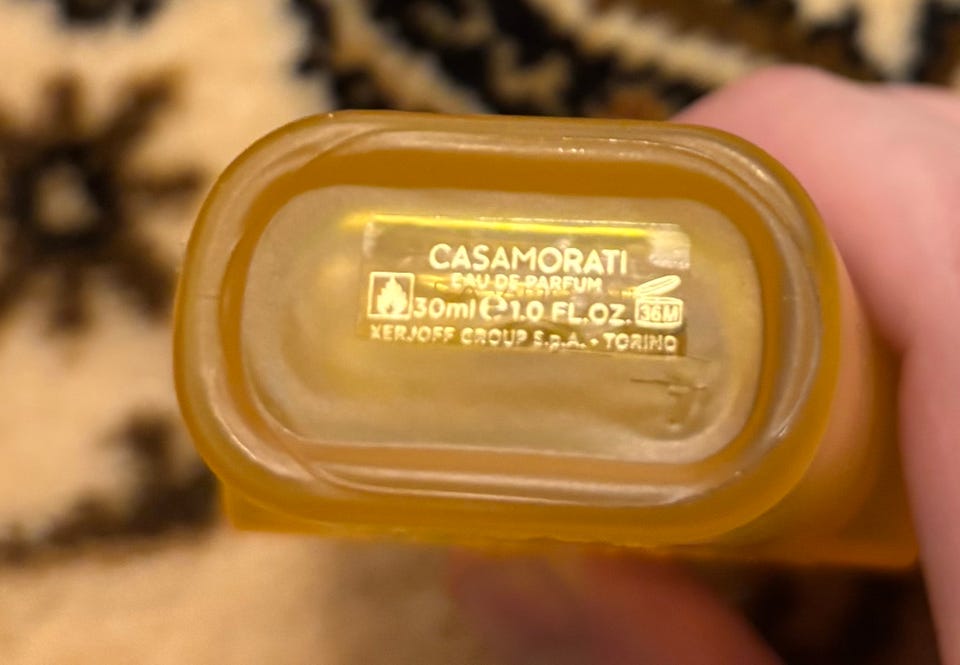 CASAMORATI
EAU DE PARFUM
30ml ℮ 1.0 FL.OZ. 36M
XERJOFF GROUP S.p.A. - TORINO